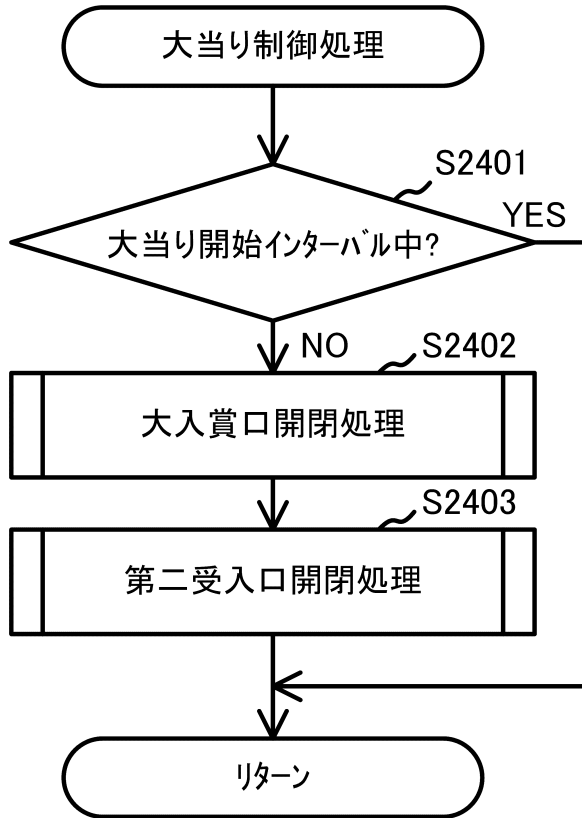 大当り制御処理
S2401
YES
大当り開始ｲﾝﾀｰﾊﾞﾙ中?
NO
S2402
大入賞口開閉処理
S2403
第二受入口開閉処理
ﾘﾀｰﾝ